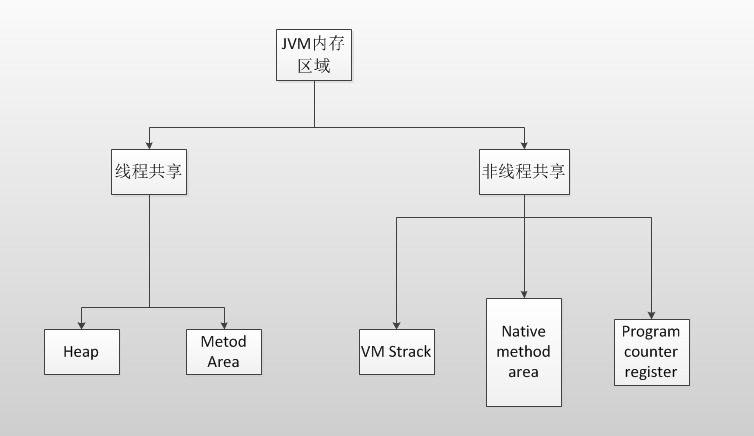 JVM内存
区域
线程共享
非线程共享
Heap
Metod
Area
VM Strack
Native
method
area
Program
counter
register